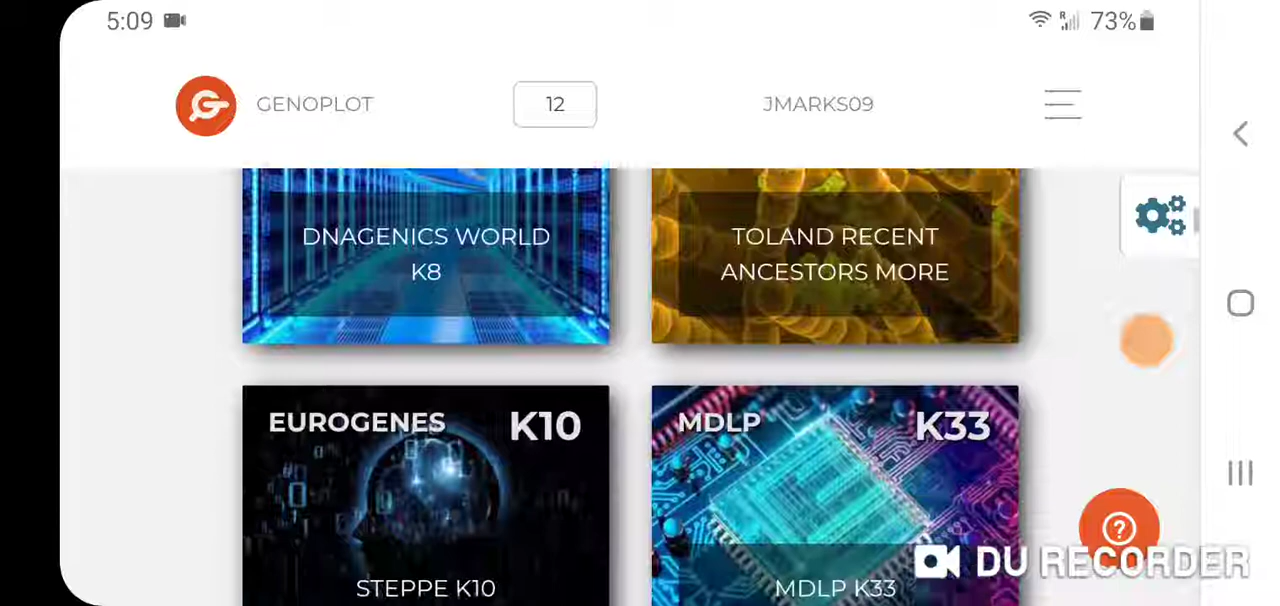 5:09
R
73%
GENOPLOT
12
JMARKS09
DNAGENICS WORLD
K8
TOLAND RECENT
ANCESTORS MORE
EUROGENES K10
MDLP K33
STEPPE K10
MDLP K33
DU RECORDER